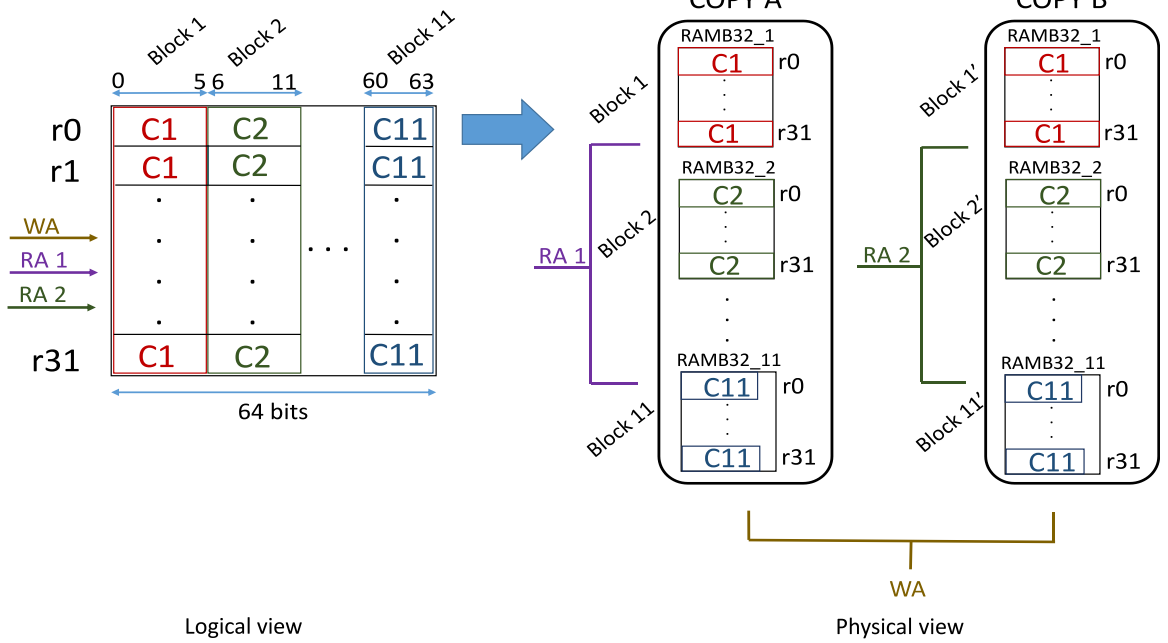 Block 1
Block 2
Block 11
0
5
6
11
60
63
r0
C1
C2
C11
r1
C1
C2
C11
WA
RA 1
RA 2
. . .
r31
C1
C2
C11
64 bits
Logical view
COPY A
RAMB32_1
C1
r0
Block 1
C1
r31
RAMB32_2
C2
r0
Block 2
RA 1
C2
r31
RAMB32_11
C11
r0
Block 11
C11
r31
COPY B
RAMB32_1
C1
r0
Block 1'
C1
r31
RAMB32_2
C2
r0
Block 2'
RA 2
C2
r31
RAMB32_11
C11
r0
Block 11'
C11
r31
WA
Physical view